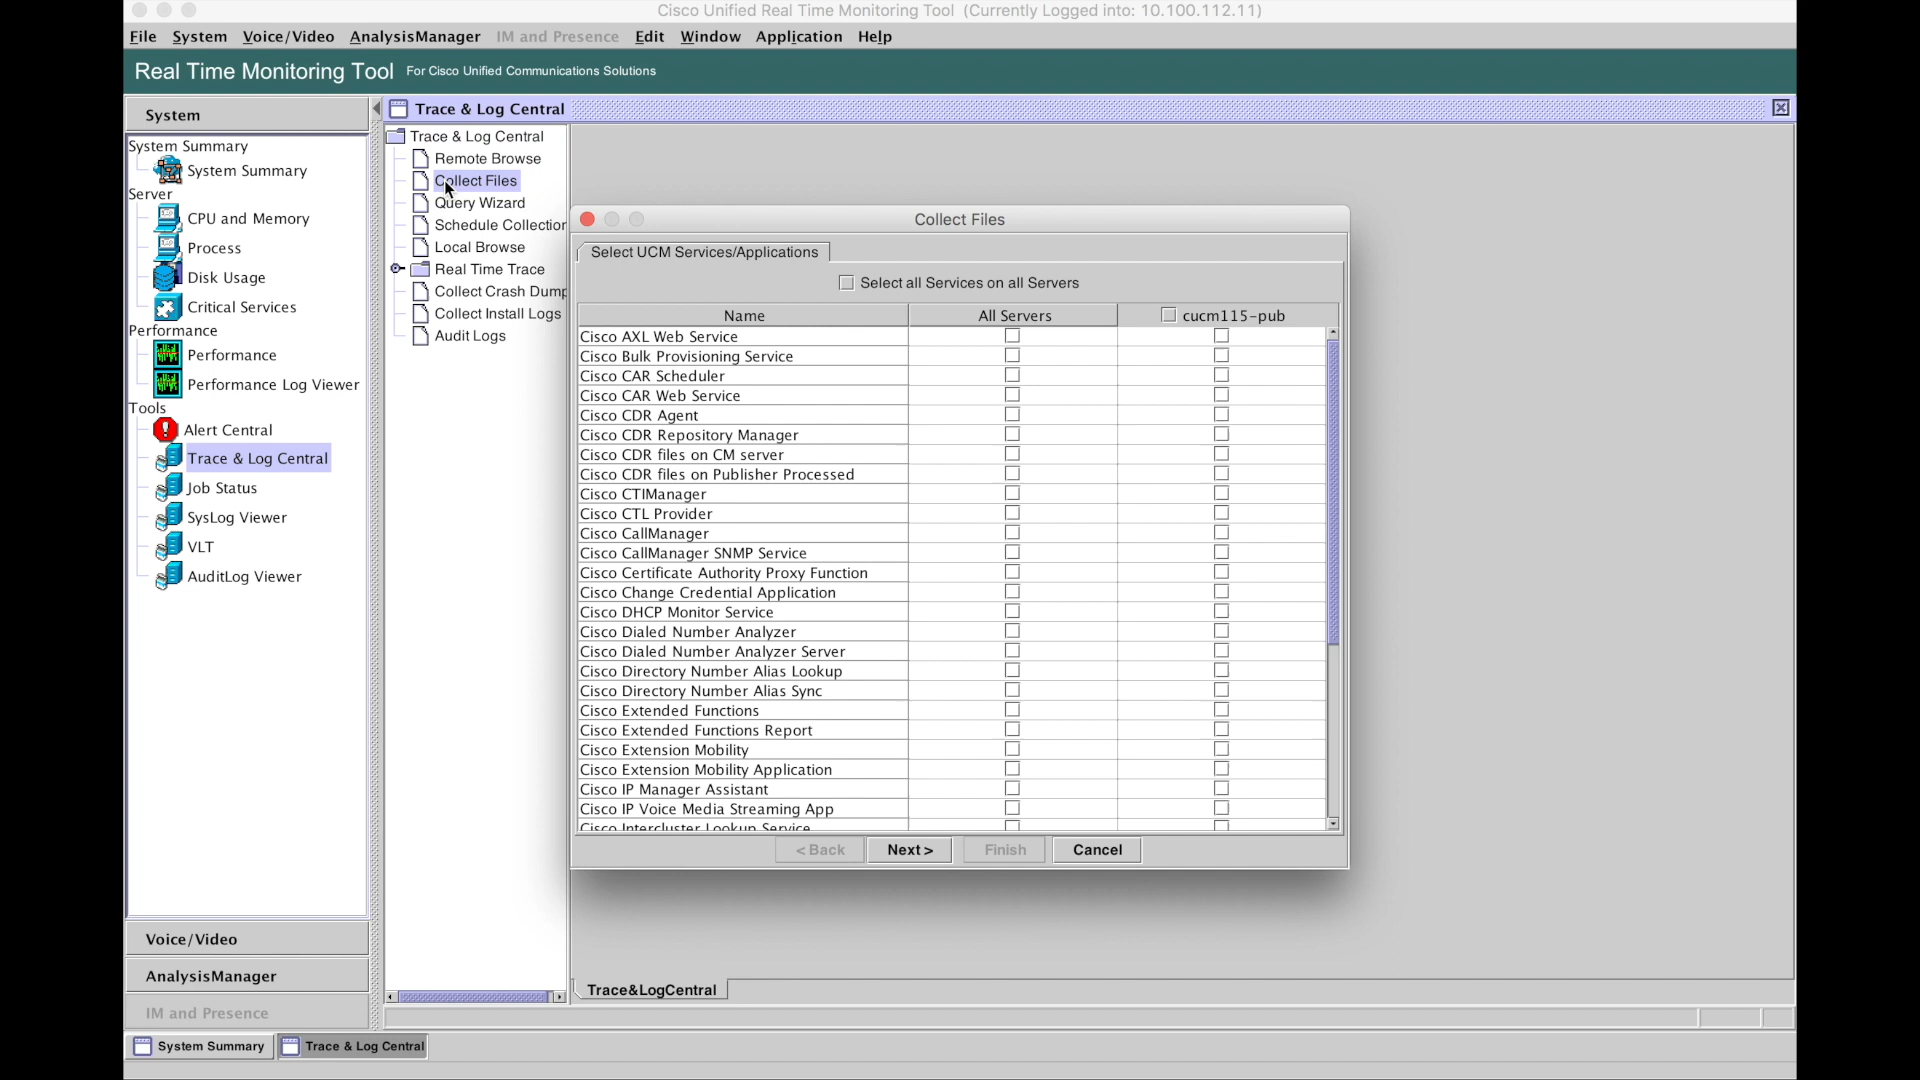 Cisco Unified Real Time Monitoring Tool (Currently Logged into: 10.100.112.11)
File System Voice/Video AnalysisManager IM and Presence Edit Window Application Help
Real Time Monitoring Tool For Cisco Unified Communications Solutions
System
System Summary
System Summary
Server
CPU and Memory
Process
Disk Usage
Critical Services
Performance
Performance
Performance Log Viewer
Tools
Alert Central
Trace & Log Central
Job Status
SysLog Viewer
VLT
AuditLog Viewer
Voice/Video
AnalysisManager
IM and Presence
Trace & Log Central
Trace & Log Central
Remote Browse
Collect Files
Query Wizard
Schedule Collection
Local Browse
Real Time Trace
Collect Crash Dump
Collect Install Logs
Audit Logs
Collect Files
Select UCM Services/Applications
Select all Services on all Servers
Name All Servers cucm115-pub
Cisco AXL Web Service
Cisco Bulk Provisioning Service
Cisco CAR Scheduler
Cisco CAR Web Service
Cisco CDR Agent
Cisco CDR Repository Manager
Cisco CDR files on CM server
Cisco CDR files on Publisher Processed
Cisco CTIManager
Cisco CTL Provider
Cisco CallManager
Cisco CallManager SNMP Service
Cisco Certificate Authority Proxy Function
Cisco Change Credential Application
Cisco DHCP Monitor Service
Cisco Dialed Number Analyzer
Cisco Dialed Number Analyzer Server
Cisco Directory Number Alias Lookup
Cisco Directory Number Alias Sync
Cisco Extended Functions
Cisco Extended Functions Report
Cisco Extension Mobility
Cisco Extension Mobility Application
Cisco IP Manager Assistant
Cisco IP Voice Media Streaming App
Cisco Intercluster Lookup Service
< Back Next > Finish Cancel
Trace&LogCentral
System Summary Trace & Log Central